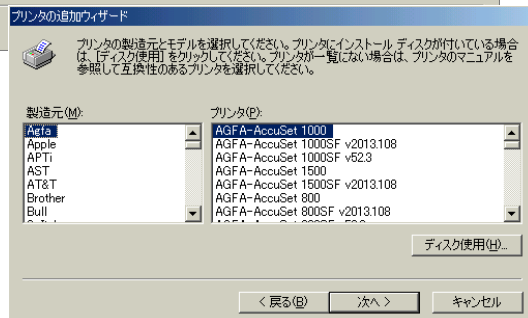 プリンタの追加ウィザード
プリンタの製造元とモデルを選択してください。プリンタにインストール ディスクが付いている場合
は、[ディスク使用] をクリックしてください。プリンタが一覧にない場合は、プリンタのマニュアルを
参照して互換性のあるプリンタを選択してください。
製造元(M):
Agfa
Apple
APTi
AST
AT&T
Brother
Bull
プリンタ(P):
AGFA-AccuSet 1000
AGFA-AccuSet 1000SF v2013.108
AGFA-AccuSet 1000SF v52.3
AGFA-AccuSet 1500
AGFA-AccuSet 1500SF v2013.108
AGFA-AccuSet 800
AGFA-AccuSet 800SF v2013.108
ディスク使用(H)...
< 戻る(B)
次へ >
キャンセル